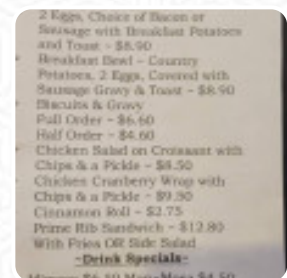 2 Eggs, Choice of Bacon or
Sausage with Breakfast Potatoes
and Toast - $8.90
Breakfast Bowl - Country
Potatoes, 2 Eggs, Covered with
Sausage Gravy & Toast - $8.90
Biscuits & Gravy
Full Order - $6.60
Half Order - $4.60
Chicken Salad on Croissant with
Chips & a Pickle - $8.50
Chicken Cranberry Wrap with
Chips & a Pickle - $9.50
Cinnamon Roll - $2.75
Prime Rib Sandwich - $12.80
With Fries OR Side Salad
~Drink Specials~